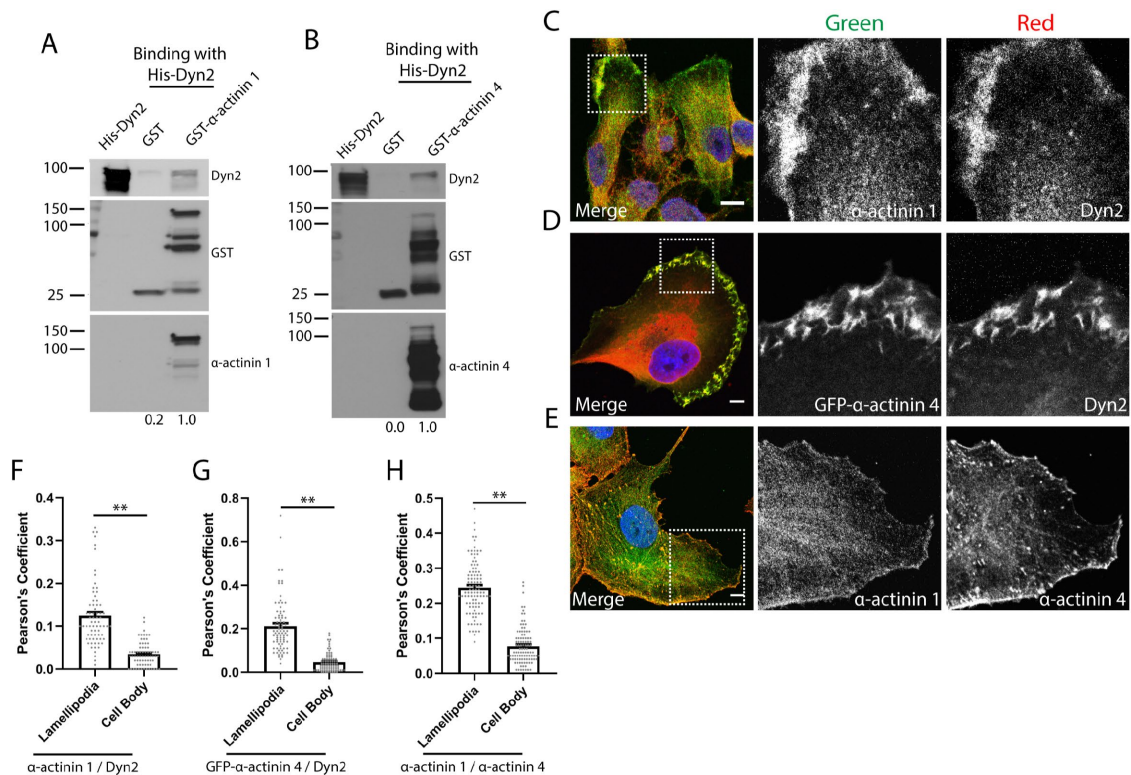 A
Binding with
His-Dyn2
His-Dyn2
GST
GST-α-actinin 1
100
Dyn2
150
100
GST
25
150
100
α-actinin 1
0.2 1.0
B
Binding with
His-Dyn2
His-Dyn2
GST
GST-α-actinin 4
100
Dyn2
150
100
GST
25
150
100
α-actinin 4
0.0 1.0
C
Green
Red
Merge
α-actinin 1
Dyn2
D
Merge
GFP-α-actinin 4
Dyn2
E
Merge
α-actinin 1
α-actinin 4
F
Pearson's Coefficient
0.4
0.3
0.2
0.1
0.0
**
Lamellipodia
Cell Body
α-actinin 1 / Dyn2
G
Pearson's Coefficient
0.8
0.6
0.4
0.2
0.0
**
Lamellipodia
Cell Body
GFP-α-actinin 4 / Dyn2
H
Pearson's Coefficient
0.5
0.4
0.3
0.2
0.1
0.0
**
Lamellipodia
Cell Body
α-actinin 1 / α-actinin 4